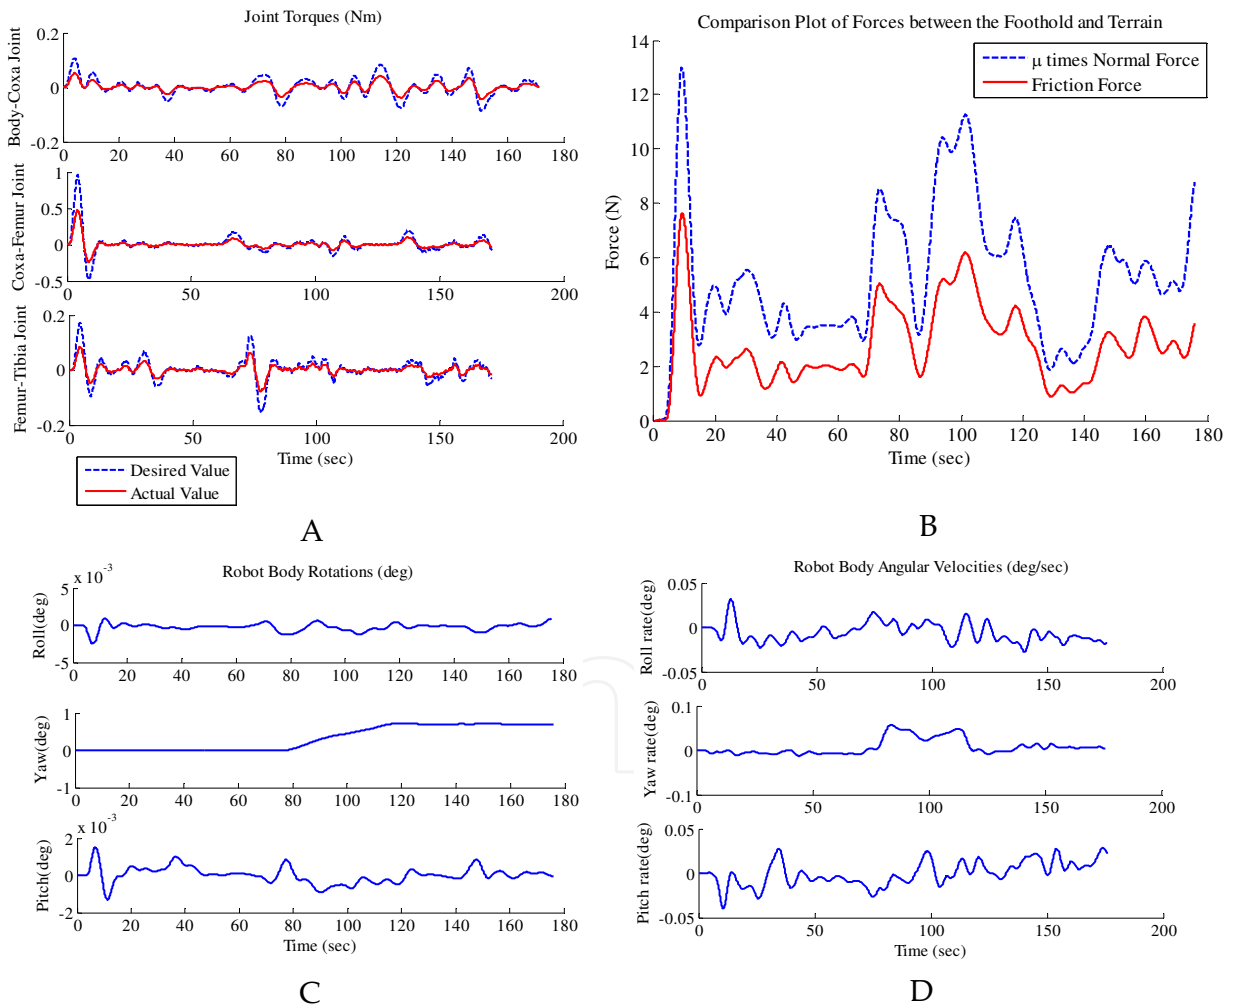 Joint Torques (Nm)
Body-Coxa Joint
0.2
0
-0.2
0 20 40 60 80 100 120 140 160 180
Coxa-Femur Joint
1
0.5
0
-0.5
0 50 100 150 200
Femur-Tibia Joint
0.2
0
-0.2
0 50 100 150 200
Time (sec)
Desired Value
Actual Value
A
Comparison Plot of Forces between the Foothold and Terrain
μ times Normal Force
Friction Force
Force (N)
14
12
10
8
6
4
2
0
0 20 40 60 80 100 120 140 160 180
Time (sec)
B
Robot Body Rotations (deg)
x 10-3
Roll(deg)
5
0
-5
0 20 40 60 80 100 120 140 160 180
Yaw(deg)
1
0
-1
0 20 40 60 80 100 120 140 160 180
x 10-3
Pitch(deg)
2
0
-2
0 20 40 60 80 100 120 140 160 180
Time (sec)
C
Robot Body Angular Velocities (deg/sec)
Roll rate(deg)
0.05
0
-0.05
0 50 100 150 200
Yaw rate(deg)
0.1
0
-0.1
0 50 100 150 200
Pitch rate(deg)
0.05
0
-0.05
0 50 100 150 200
Time (sec)
D